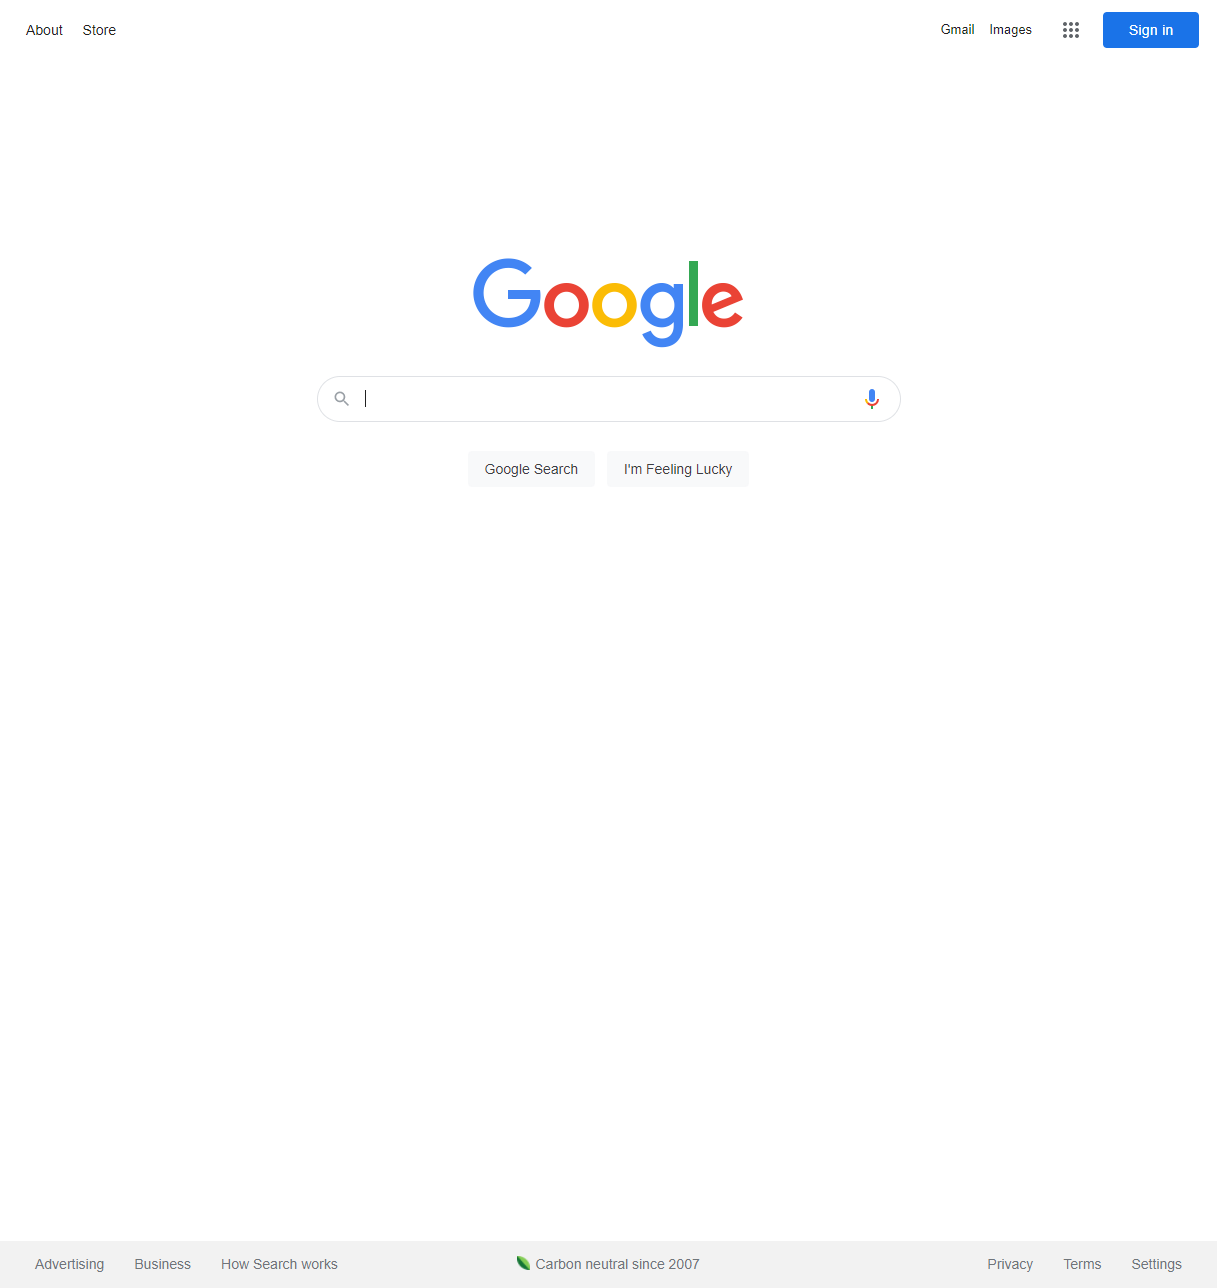 About Store Gmail Images Sign in
Google
Google Search I'm Feeling Lucky
Advertising Business How Search works Carbon neutral since 2007 Privacy Terms Settings